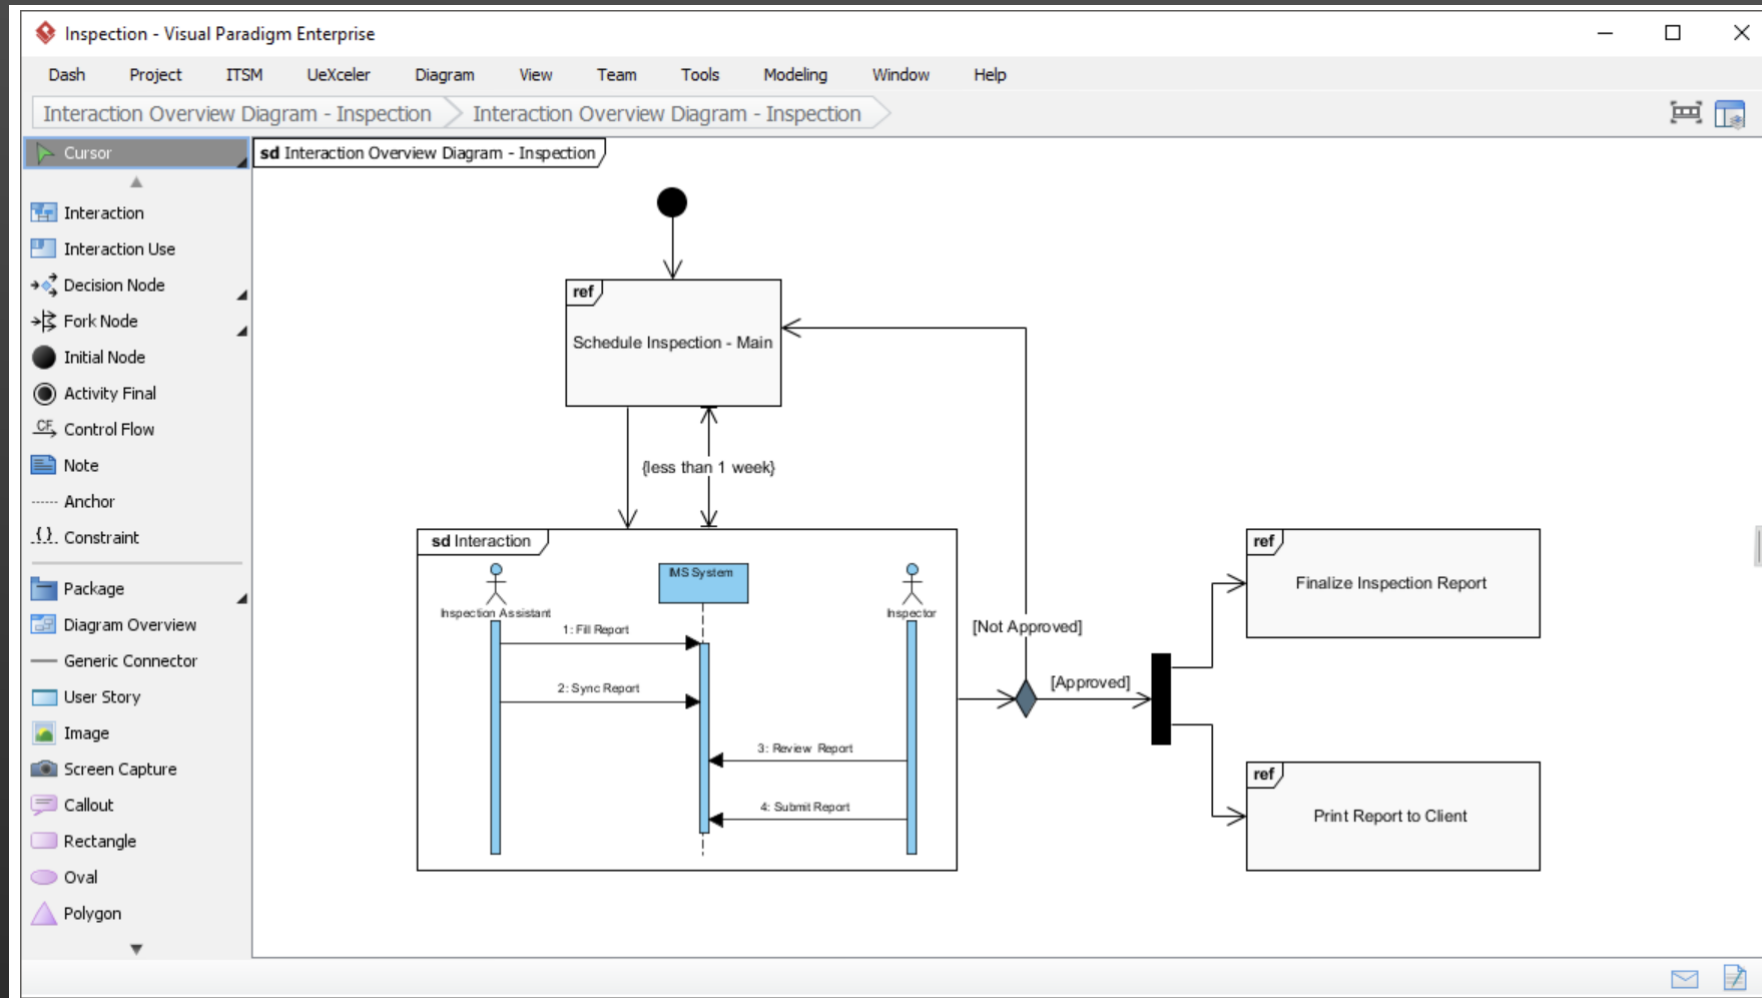 Inspection - Visual Paradigm Enterprise
Dash Project ITSM UeXceler Diagram View Team Tools Modeling Window Help
Interaction Overview Diagram - Inspection Interaction Overview Diagram - Inspection
Cursor
Interaction
Interaction Use
Decision Node
Fork Node
Initial Node
Activity Final
CF Control Flow
Note
Anchor
{} Constraint
Package
Diagram Overview
Generic Connector
User Story
Image
Screen Capture
Callout
Rectangle
Oval
Polygon
sd Interaction Overview Diagram - Inspection
ref
Schedule Inspection - Main
{less than 1 week}
sd Interaction
Inspection Assistant
IMS System
Inspector
1: Fill Report
2: Sync Report
3: Review Report
4: Submit Report
[Not Approved]
[Approved]
ref
Finalize Inspection Report
ref
Print Report to Client